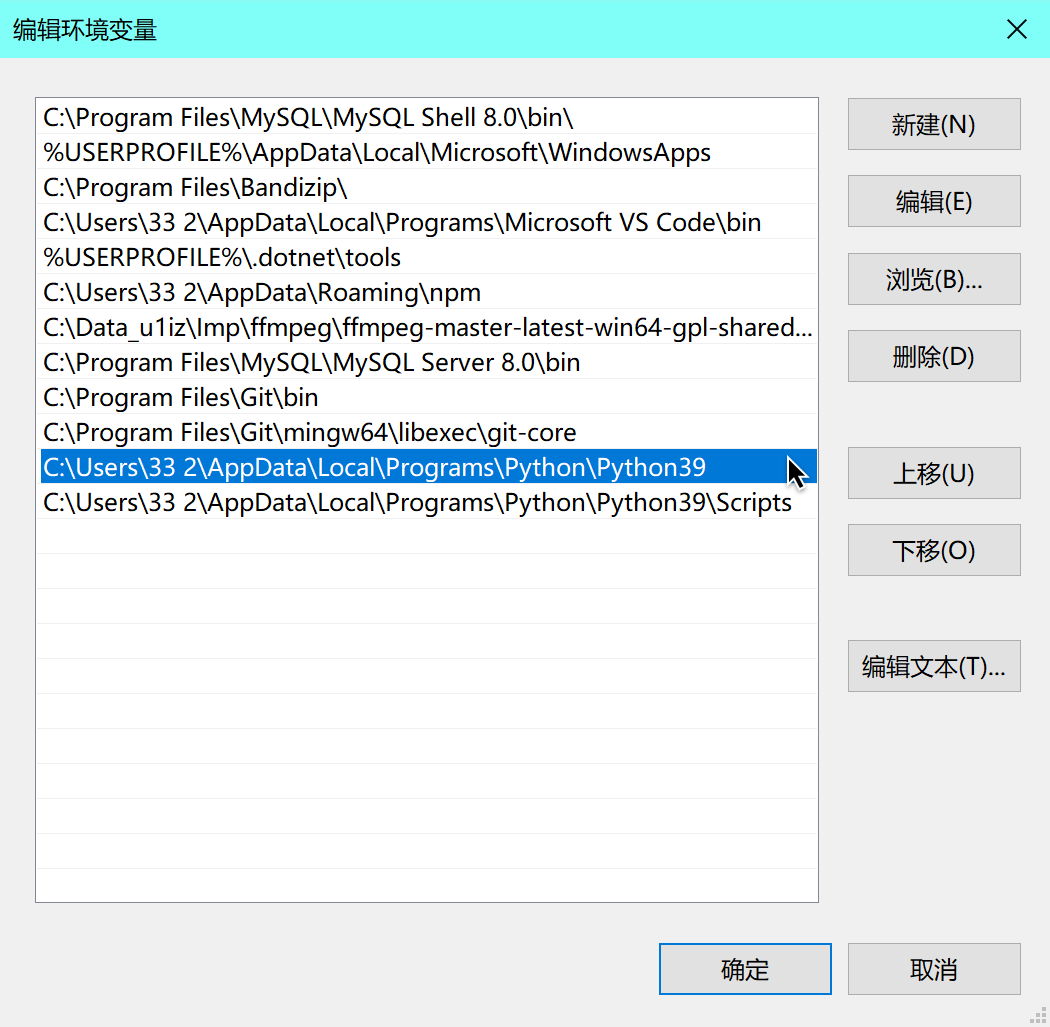 编辑环境变量
C:\Program Files\MySQL\MySQL Shell 8.0\bin\
%USERPROFILE%\AppData\Local\Microsoft\WindowsApps
C:\Program Files\Bandizip\
C:\Users\33 2\AppData\Local\Programs\Microsoft VS Code\bin
%USERPROFILE%\.dotnet\tools
C:\Users\33 2\AppData\Roaming\npm
C:\Data_u1iz\Imp\ffmpeg\ffmpeg-master-latest-win64-gpl-shared...
C:\Program Files\MySQL\MySQL Server 8.0\bin
C:\Program Files\Git\bin
C:\Program Files\Git\mingw64\libexec\git-core
C:\Users\33 2\AppData\Local\Programs\Python\Python39
C:\Users\33 2\AppData\Local\Programs\Python\Python39\Scripts
新建(N)
编辑(E)
浏览(B)...
删除(D)
上移(U)
下移(O)
编辑文本(T)...
确定
取消